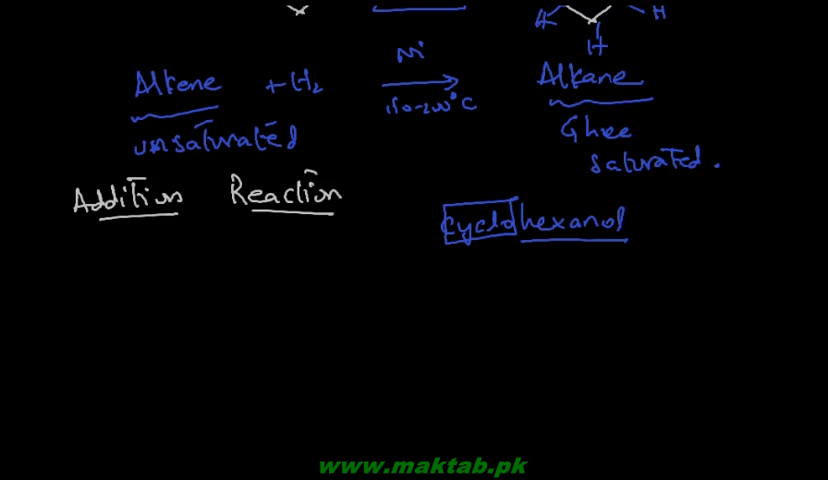 H H
H
Alkene + H2 Ni Alkane
150-200°C
unsaturated Ghee
saturated.
Addition Reaction
cyclohexanol
www.maktab.pk